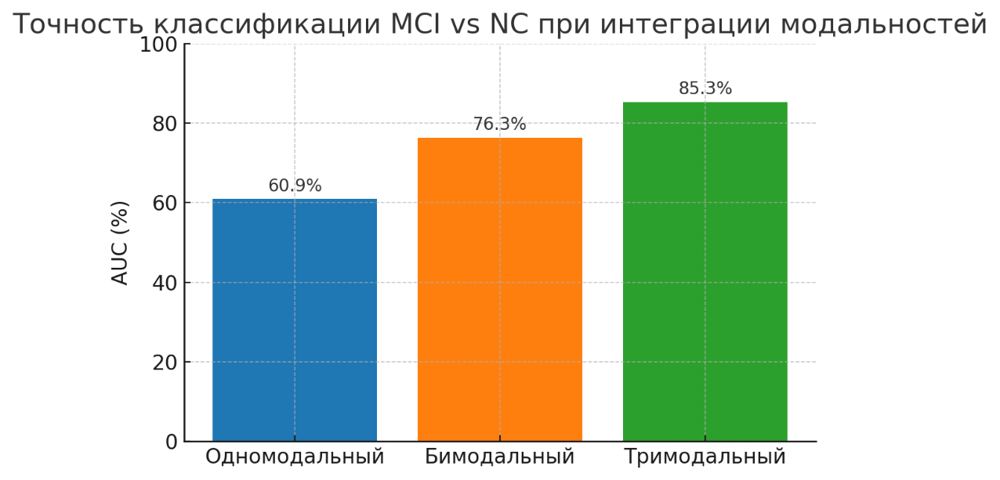 Точность классификации MCI vs NC при интеграции модальностей
100
80
60
40
20
0
AUC (%)
60.9%
76.3%
85.3%
Одномодальный
Бимодальный
Тримодальный